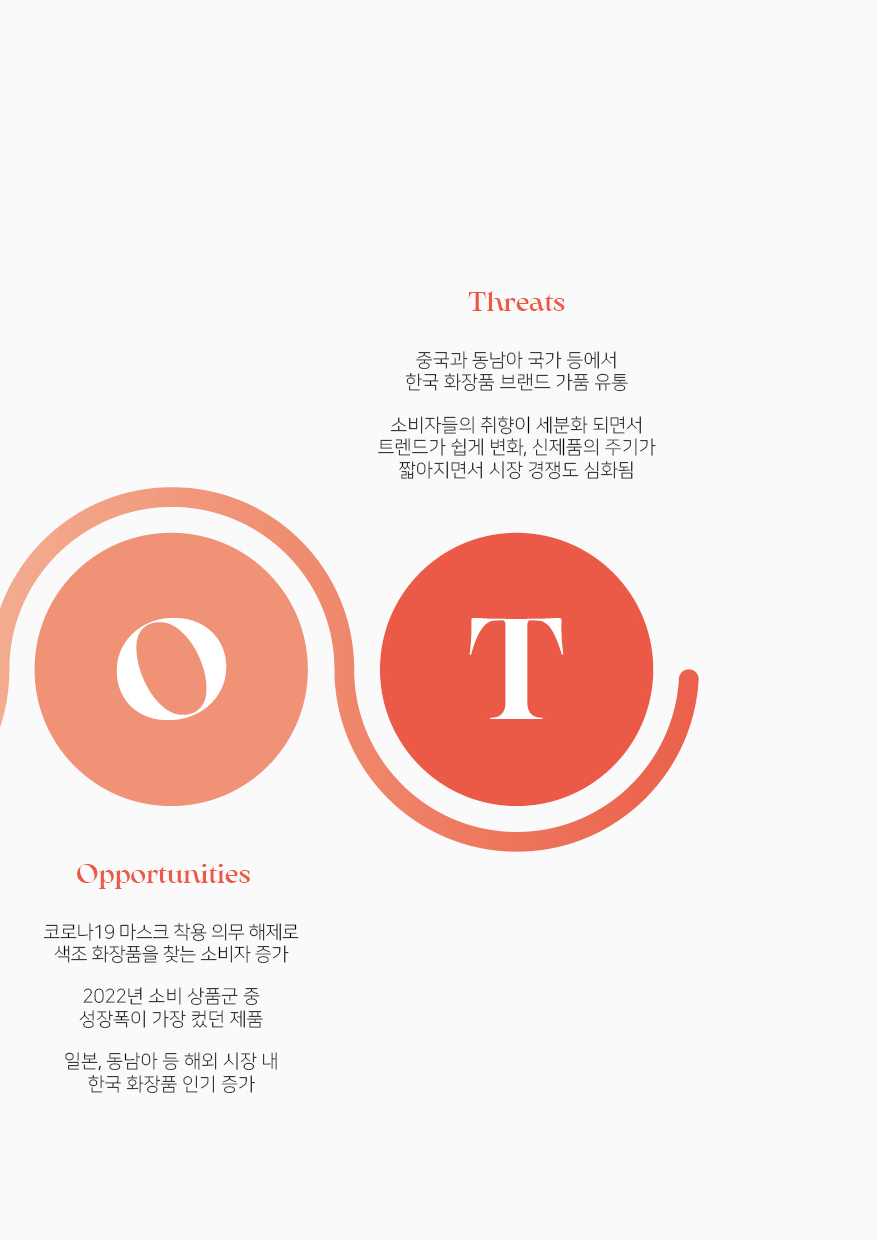 Threats
중국과 동남아 국가 등에서
한국 화장품 브랜드 가품 유통
소비자들의 취향이 세분화 되면서
트렌드가 쉽게 변화, 신제품의 주기가
짧아지면서 시장 경쟁도 심화됨
O
T
Opportunities
코로나19 마스크 착용 의무 해제로
색조 화장품을 찾는 소비자 증가
2022년 소비 상품군 중
성장폭이 가장 컸던 제품
일본, 동남아 등 해외 시장 내
한국 화장품 인기 증가